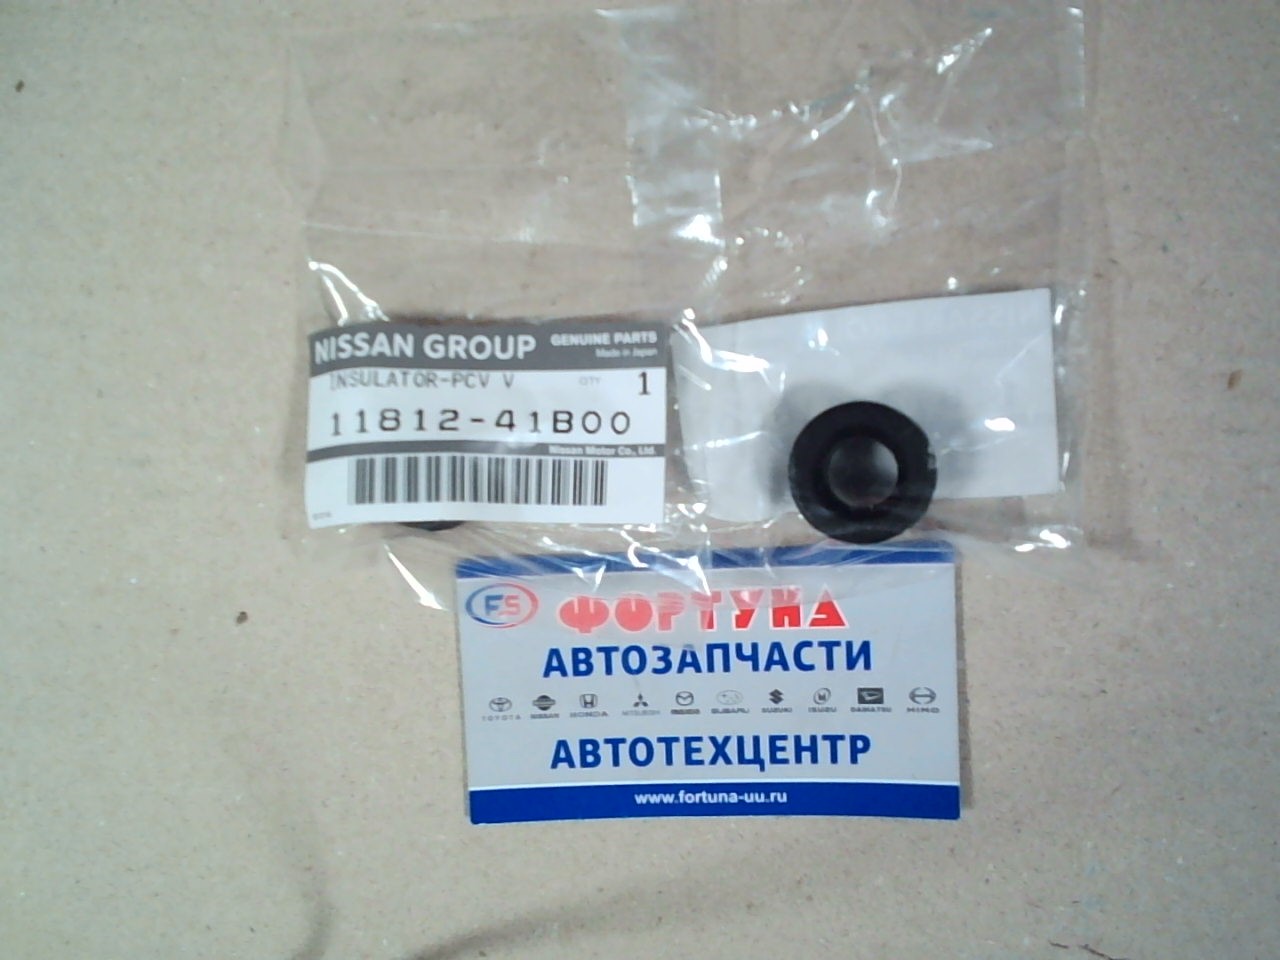 NISSAN GROUP GENUINE PARTS
Made in Japan
INSULATOR-PCV V QTY 1
11812-41B00
Nissan Motor Co., Ltd.
FS ФОРТУНА
АВТОЗАПЧАСТИ
TOYOTA NISSAN HONDA MITSUBISHI MAZDA SUBARU SUZUKI ISUZU DAIHATSU HINO
АВТОТЕХЦЕНТР
www.fortuna-uu.ru